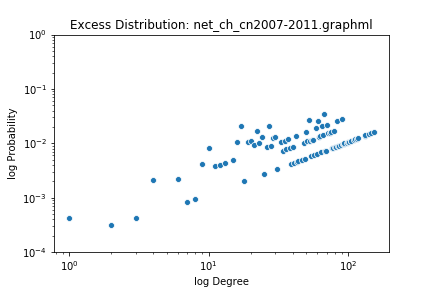 Excess Distribution: net_ch_cn2007-2011.graphml
10⁰
10⁻¹
10⁻²
10⁻³
10⁻⁴
log Probability
10⁰ 10¹ 10²
log Degree